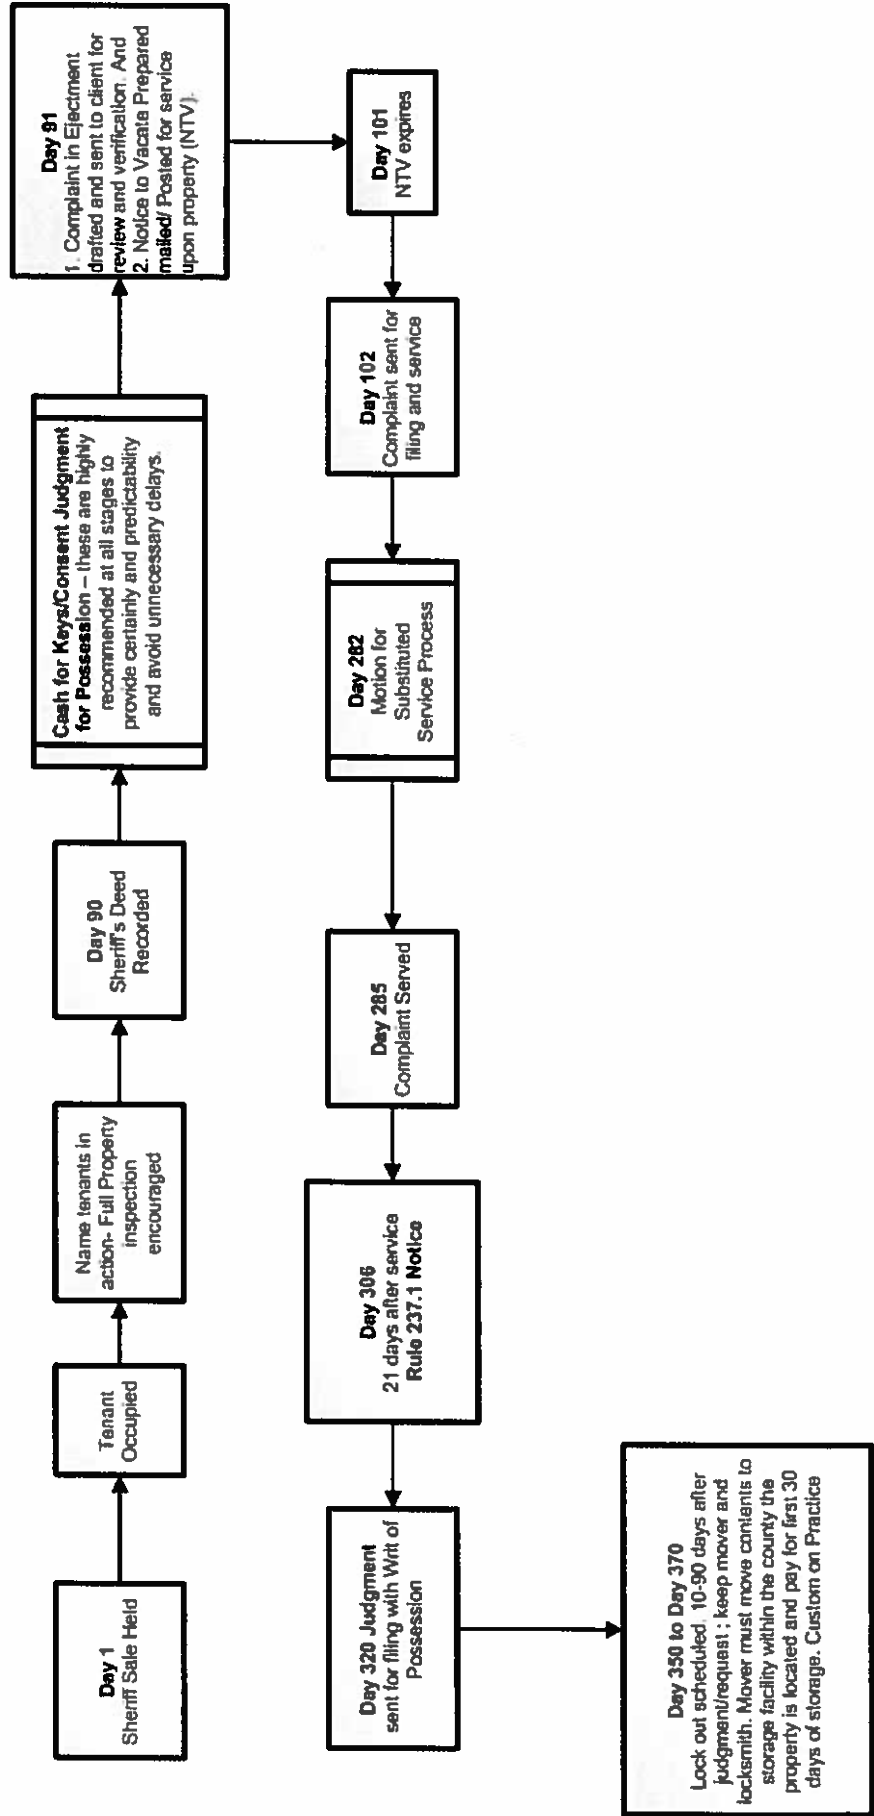 Day 1
Sheriff Sale Held
Tenant
Occupied
Name tenants in
action- Full Property
inspection
encouraged
Day 90
Sheriff's Deed
Recorded
Cash for Keys/Consent Judgment
for Possession – these are highly
recommended at all stages to
provide certainly and predictability
and avoid unnecessary delays.
Day 91
1. Complaint in Ejectment
drafted and sent to client for
review and verification. And
2. Notice to Vacate Prepared
mailed/ Posted for service
upon property (NTV).
Day 101
NTV expires
Day 102
Complaint sent for
filing and service
Day 282
Motion for
Substituted
Service Process
Day 285
Complaint Served
Day 306
21 days after service
Rule 237.1 Notice
Day 320 Judgment
sent for filing with Writ of
Possession
Day 350 to Day 370
Lock out scheduled. 10-90 days after
judgment/request ; keep mover and
locksmith. Mover must move contents to
storage facility within the county the
property is located and pay for first 30
days of storage. Custom on Practice